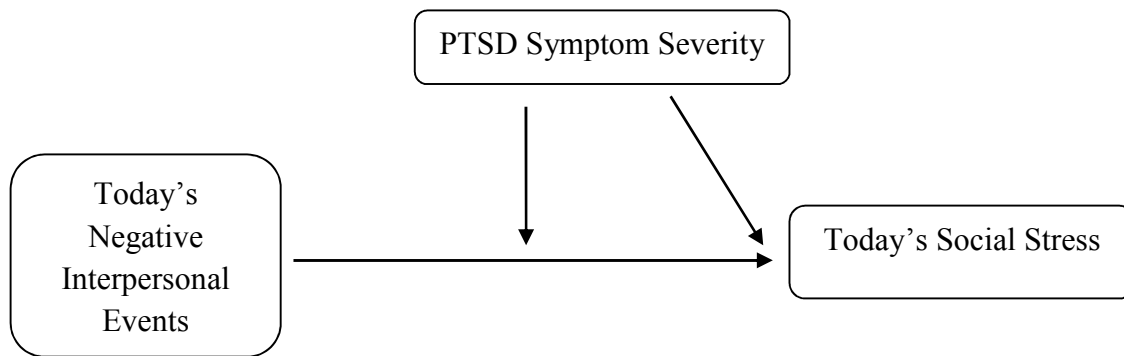 PTSD Symptom Severity
Today’s
Negative
Interpersonal
Events
Today’s Social Stress